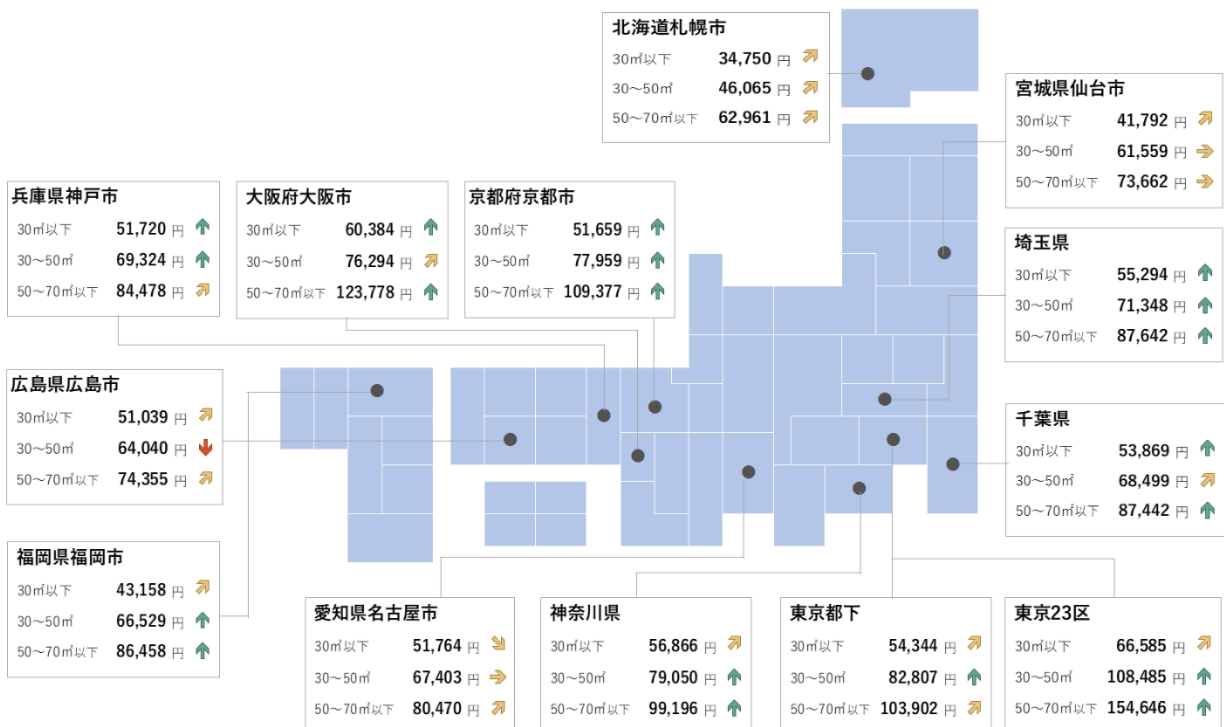 北海道札幌市
30㎡以下 34,750 円
30～50㎡ 46,065 円
50～70㎡以下 62,961 円
宮城県仙台市
30㎡以下 41,792 円
30～50㎡ 61,559 円
50～70㎡以下 73,662 円
兵庫県神戸市
30㎡以下 51,720 円
30～50㎡ 69,324 円
50～70㎡以下 84,478 円
大阪府大阪市
30㎡以下 60,384 円
30～50㎡ 76,294 円
50～70㎡以下 123,778 円
京都府京都市
30㎡以下 51,659 円
30～50㎡ 77,959 円
50～70㎡以下 109,377 円
埼玉県
30㎡以下 55,294 円
30～50㎡ 71,348 円
50～70㎡以下 87,642 円
広島県広島市
30㎡以下 51,039 円
30～50㎡ 64,040 円
50～70㎡以下 74,355 円
千葉県
30㎡以下 53,869 円
30～50㎡ 68,499 円
50～70㎡以下 87,442 円
福岡県福岡市
30㎡以下 43,158 円
30～50㎡ 66,529 円
50～70㎡以下 86,458 円
愛知県名古屋市
30㎡以下 51,764 円
30～50㎡ 67,403 円
50～70㎡以下 80,470 円
神奈川県
30㎡以下 56,866 円
30～50㎡ 79,050 円
50～70㎡以下 99,196 円
東京都下
30㎡以下 54,344 円
30～50㎡ 82,807 円
50～70㎡以下 103,902 円
東京23区
30㎡以下 66,585 円
30～50㎡ 108,485 円
50～70㎡以下 154,646 円